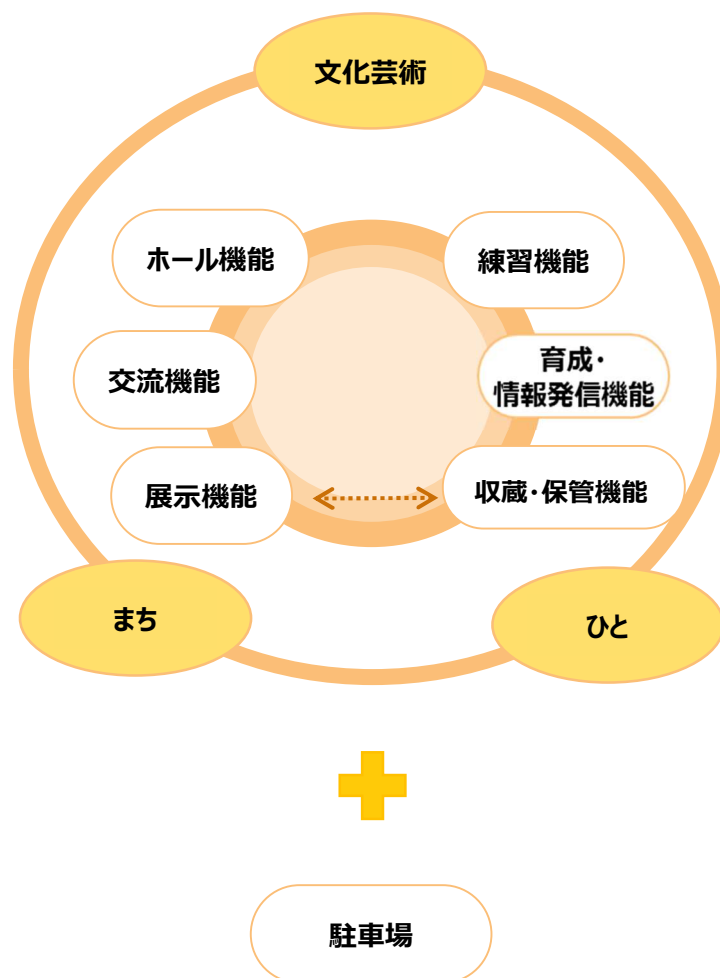 文化芸術
ホール機能
練習機能
交流機能
育成・
情報発信機能
展示機能
収蔵・保管機能
まち
ひと
駐車場